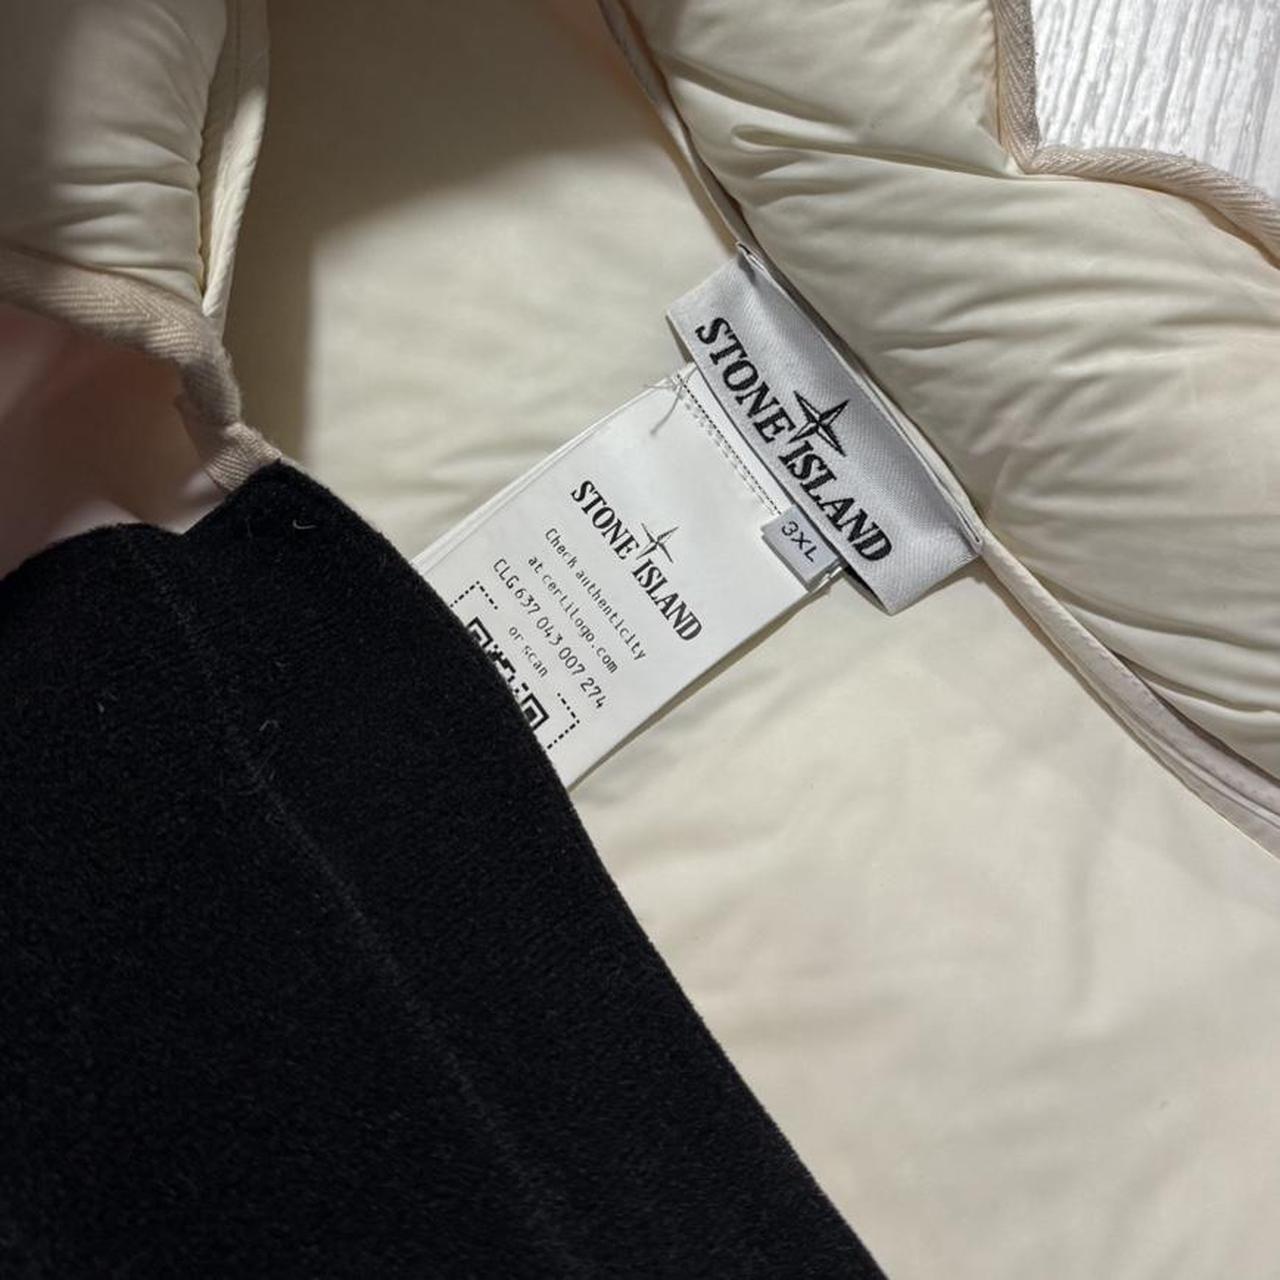 STONE ISLAND
3XL
STONE ISLAND
Check authenticity
at certilogo.com
CLG 637 043 007 274
or scan